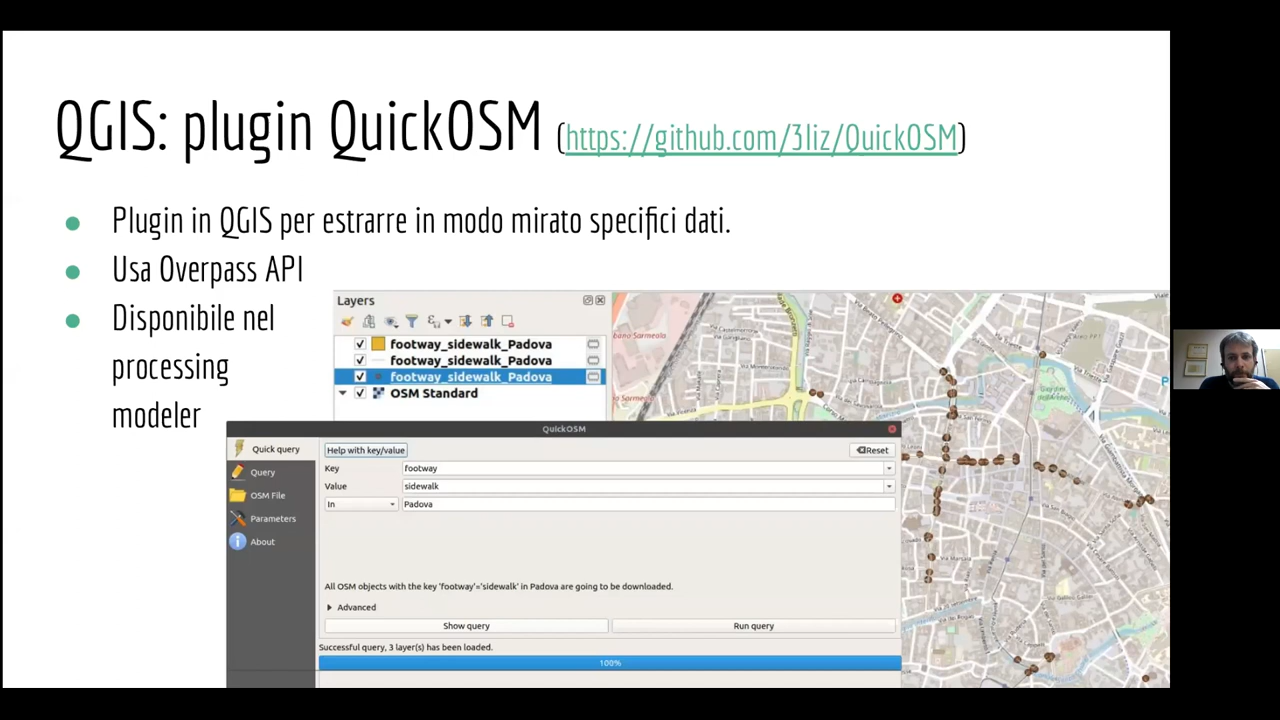 QGIS: plugin QuickOSM (https://github.com/3liz/QuickOSM)
Plugin in QGIS per estrarre in modo mirato specifici dati.
Usa Overpass API
Disponibile nel
processing
modeler
Layers
footway_sidewalk_Padova
footway_sidewalk_Padova
footway_sidewalk_Padova
OSM Standard
QuickOSM
Quick query
Query
OSM File
Parameters
About
Help with key/value
Reset
Key
footway
Value
sidewalk
In
Padova
All OSM objects with the key 'footway'='sidewalk' in Padova are going to be downloaded.
Advanced
Show query
Run query
Successful query, 3 layer(s) has been loaded.
100%